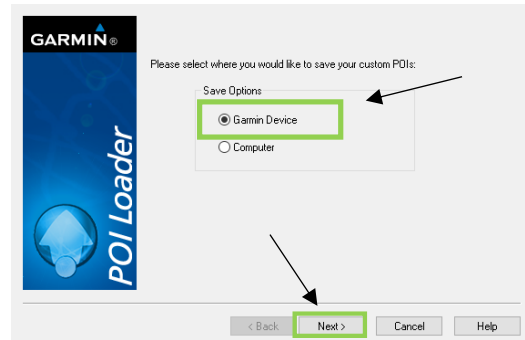 GARMIN®
POI Loader
Please select where you would like to save your custom POIs:
Save Options
Garmin Device
Computer
< Back
Next >
Cancel
Help